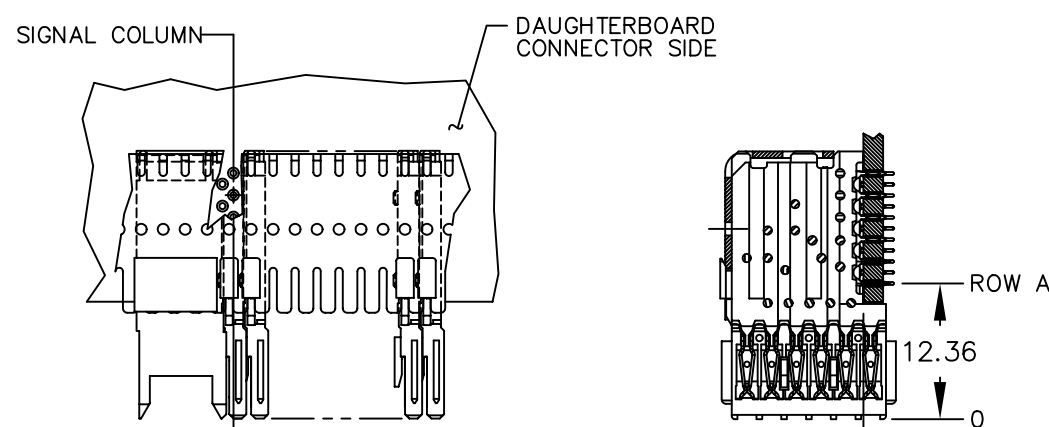 SIGNAL COLUMN
DAUGHTERBOARD
CONNECTOR SIDE
ROW A
12.36
0